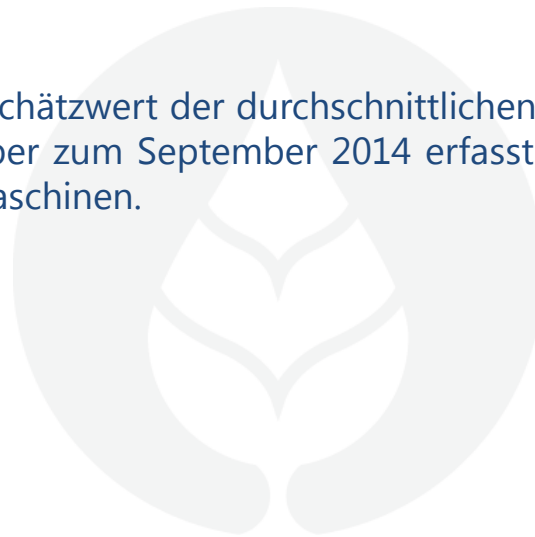 chätzwert der durchschnittlichen
ber zum September 2014 erfasst
aschinen.